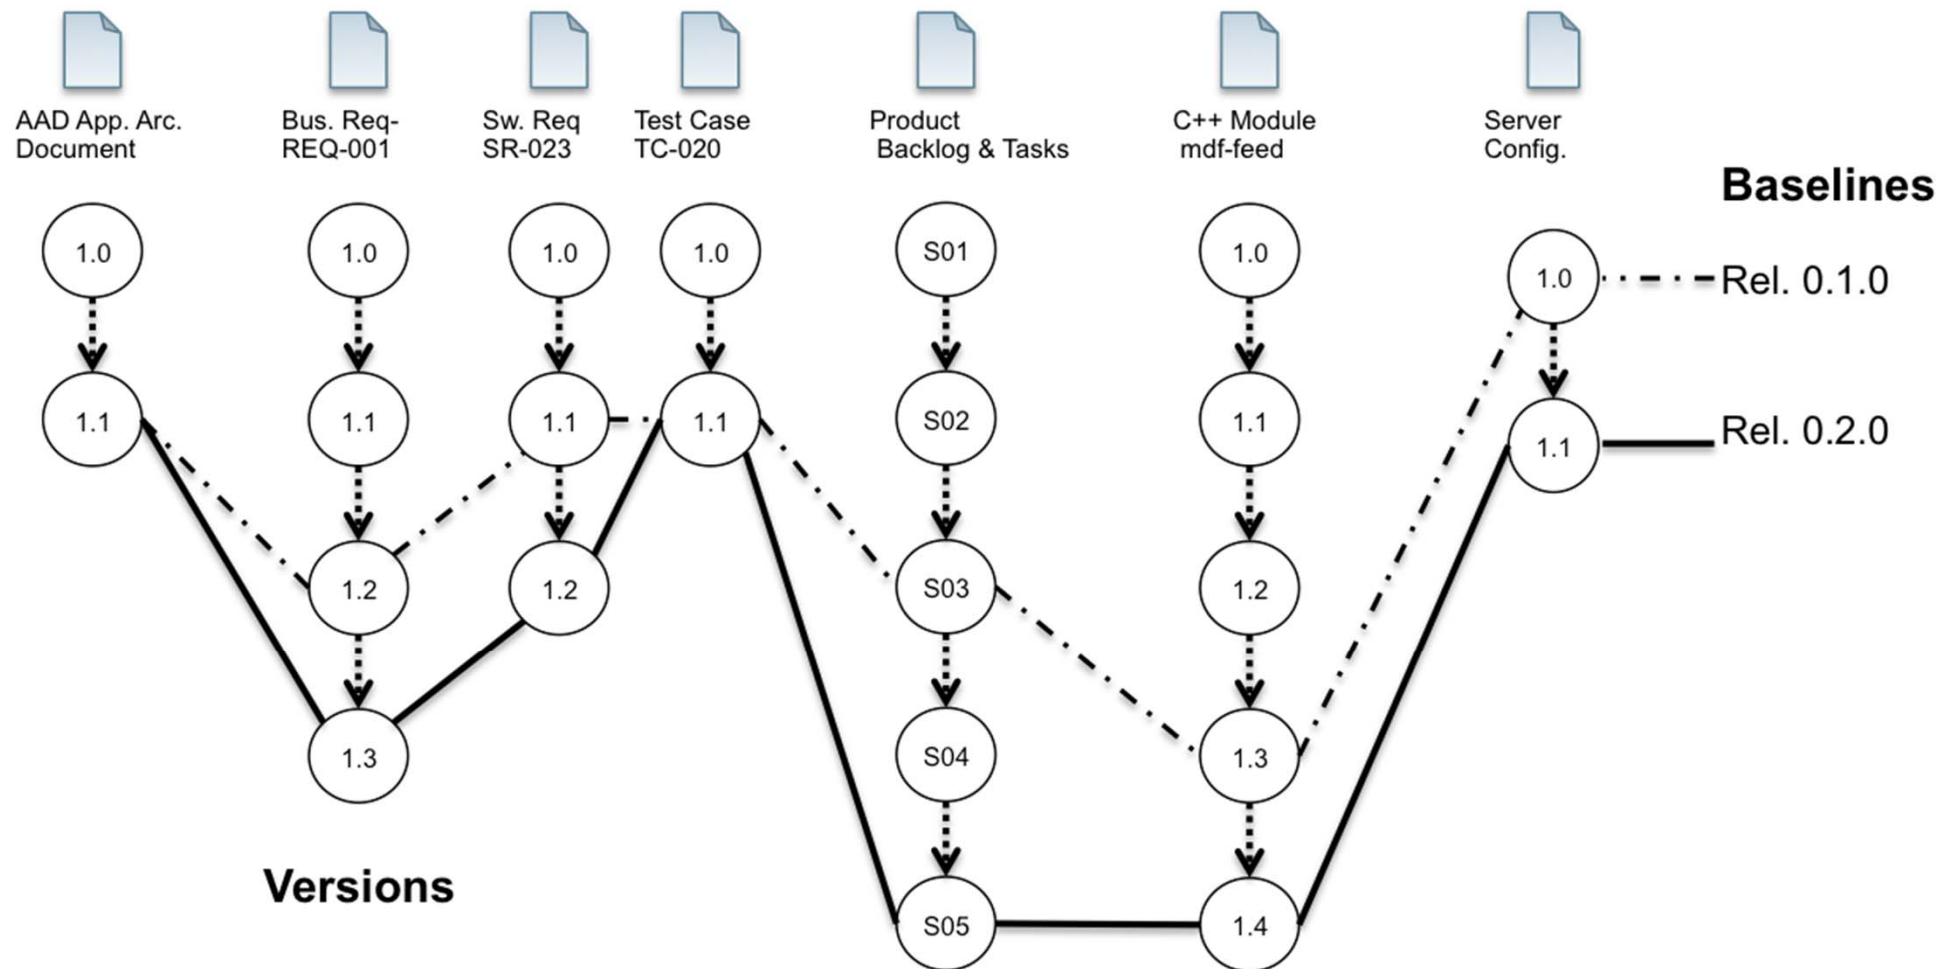 AAD App. Arc.
Document
Bus. Req-
REQ-001
Sw. Req
SR-023
Test Case
TC-020
Product
Backlog & Tasks
C++ Module
mdf-feed
Server
Config.
Baselines
1.0
1.0
1.0
1.0
S01
1.0
1.0
Rel. 0.1.0
1.1
1.1
1.1
1.1
S02
1.1
1.1
Rel. 0.2.0
1.2
1.2
S03
1.2
1.3
S04
1.3
Versions
S05
1.4